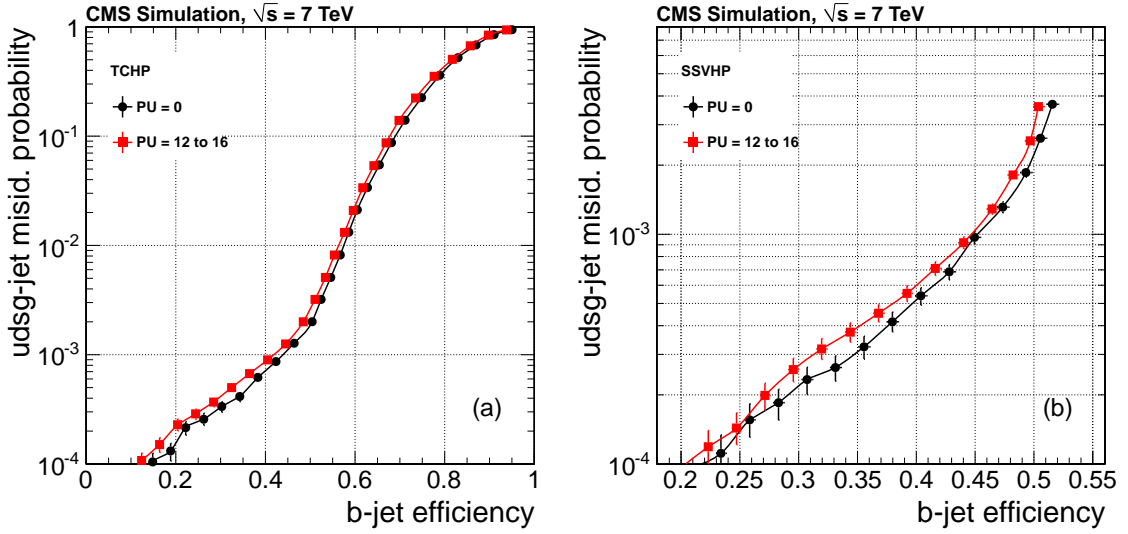 CMS Simulation, √s = 7 TeV
udsg-jet misid. probability
1
10⁻¹
10⁻²
10⁻³
10⁻⁴
TCHP
PU = 0
PU = 12 to 16
(a)
0 0.2 0.4 0.6 0.8 1
b-jet efficiency
CMS Simulation, √s = 7 TeV
udsg-jet misid. probability
10⁻³
10⁻⁴
SSVHP
PU = 0
PU = 12 to 16
(b)
0.2 0.25 0.3 0.35 0.4 0.45 0.5 0.55
b-jet efficiency